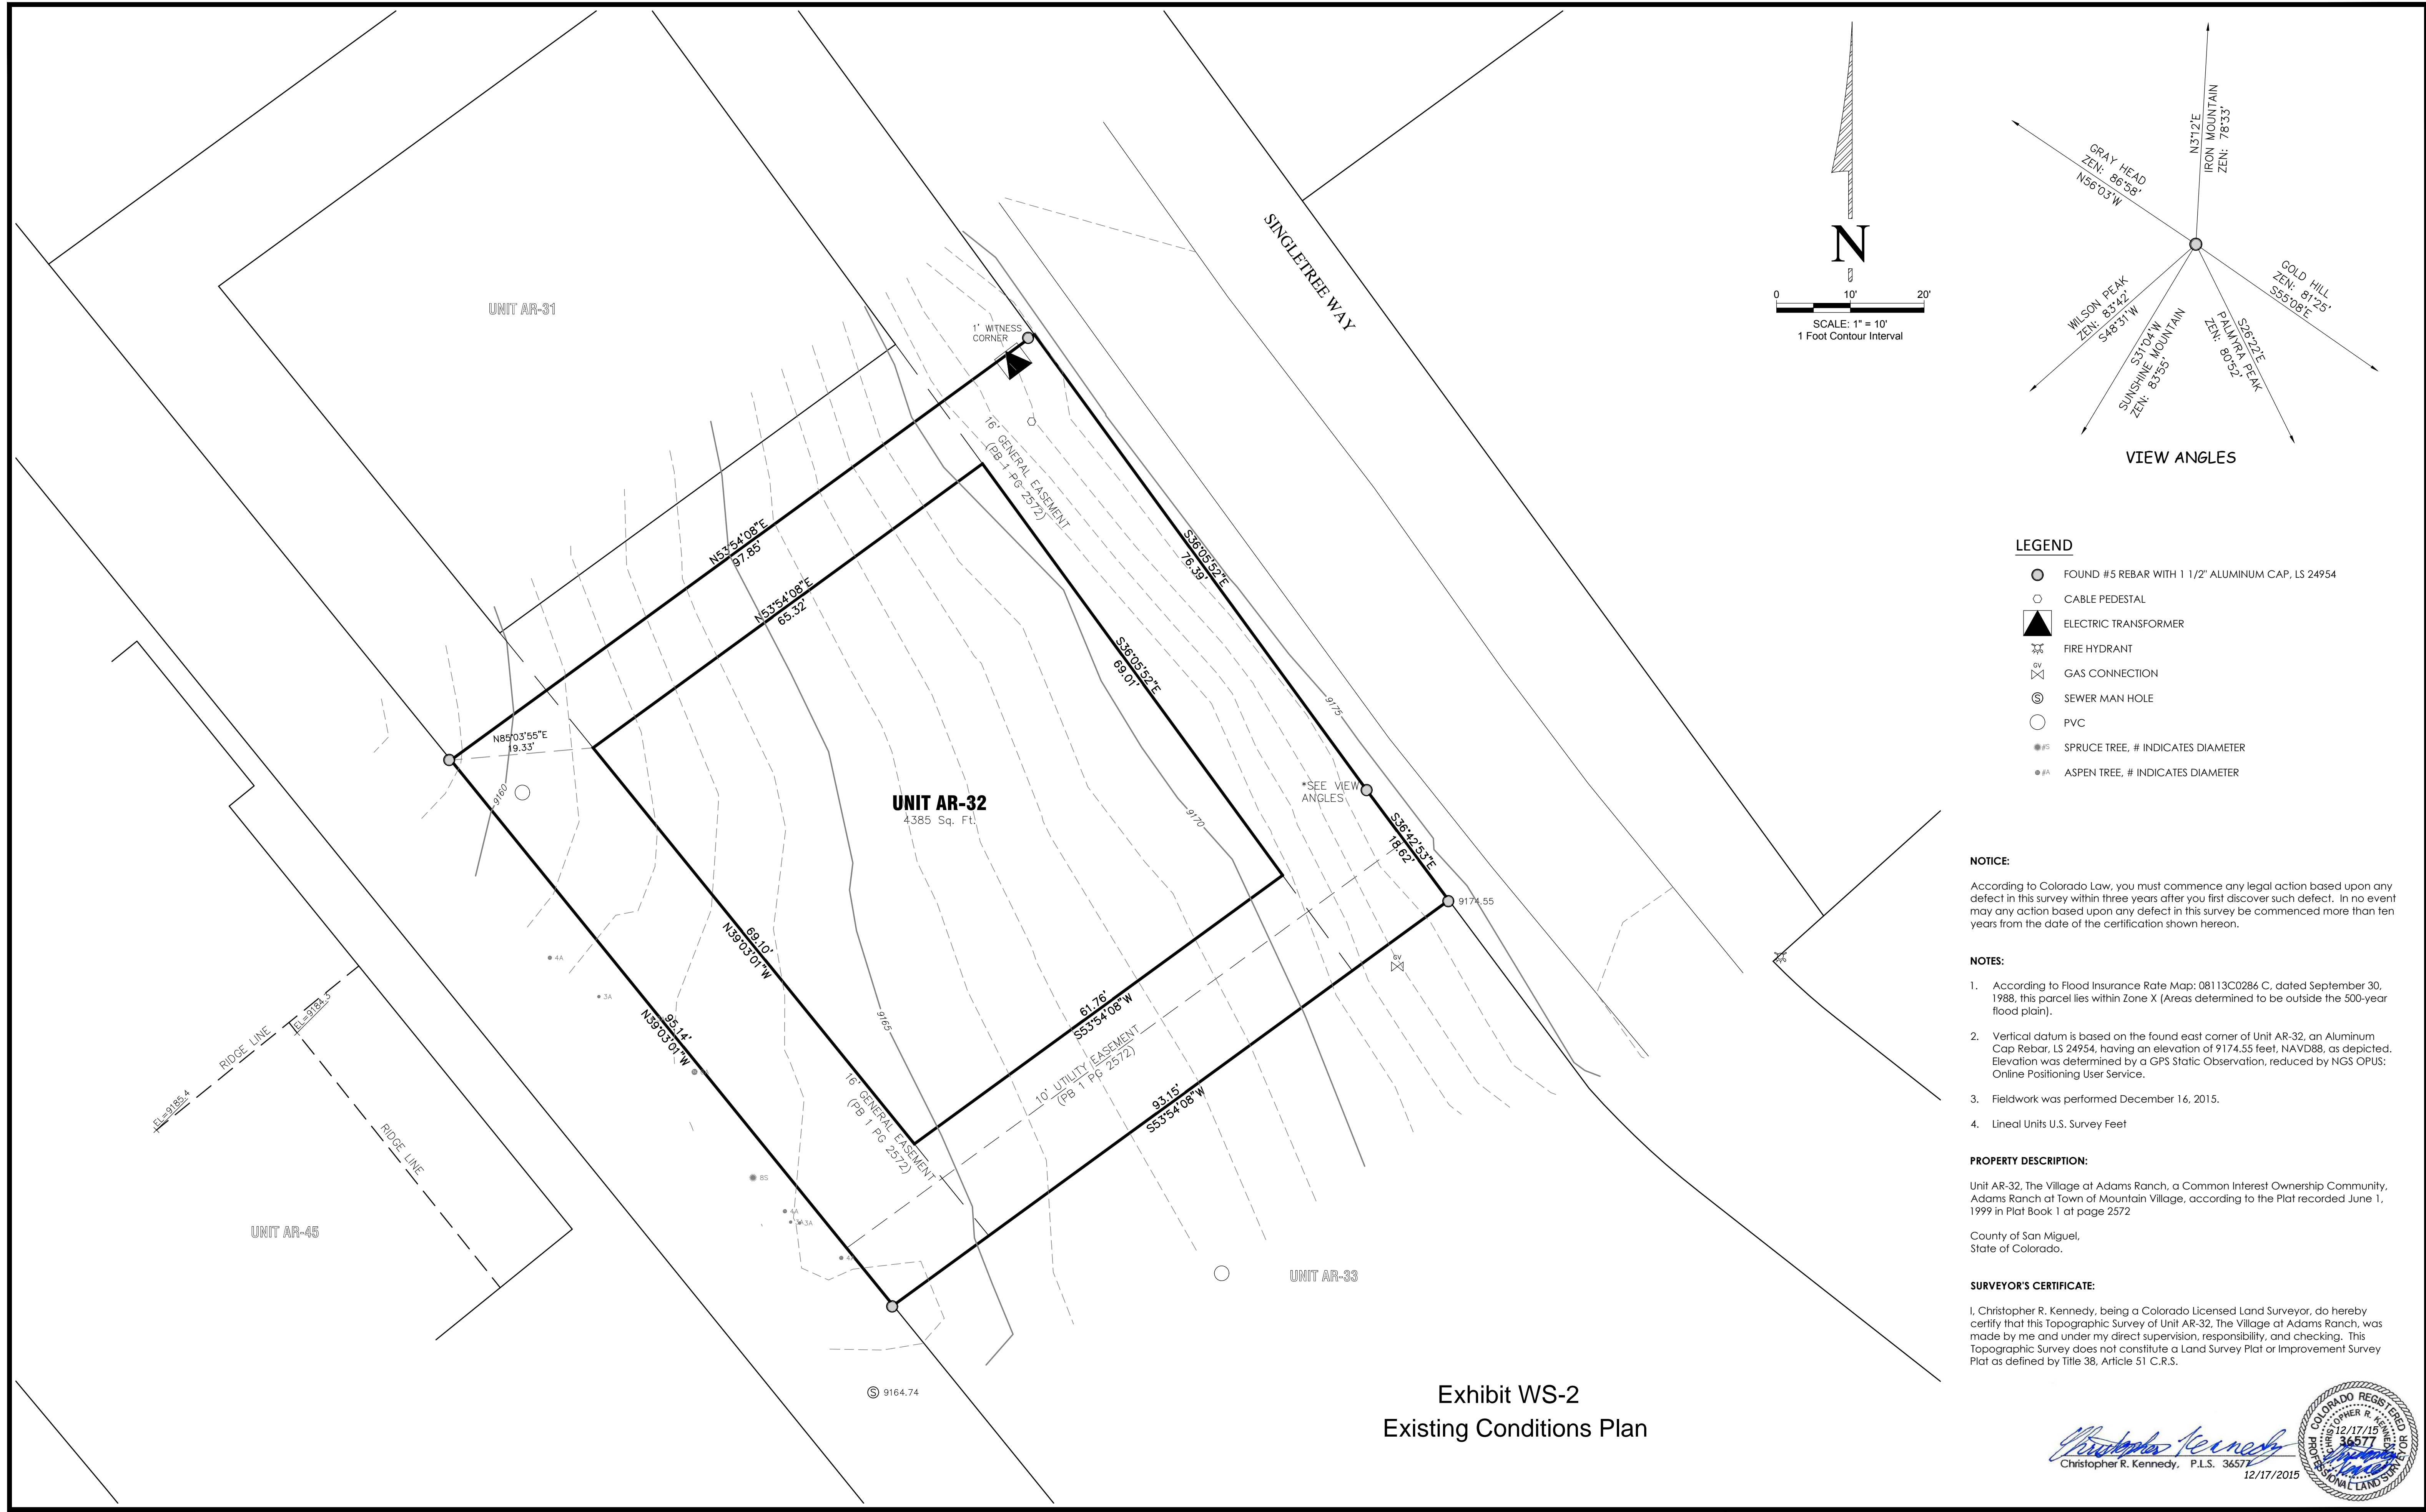 UNIT AR-31
1' WITNESS
CORNER
SINGLETREE WAY
16' GENERAL EASEMENT
(PB 1 PG 2572)
N53°54'08"E
97.85'
N53°54'08"E
65.32'
S36°05'52"E
76.39'
S36°05'52"E
69.01'
N85°03'55"E
19.33'
9160
9175
*SEE VIEW
ANGLES
9170
UNIT AR-32
4385 Sq. Ft.
S36°42'53"E
18.62'
9174.55
GV
69.10'
N39°03'01"W
9165
4A
3A
95.14'
N39°03'01"W
61.76'
S53°54'08"W
10' UTILITY EASEMENT
(PB 1 PG 2572)
93.15'
S53°54'08"W
16' GENERAL EASEMENT
(PB 1 PG 2572)
EL=9184.3
RIDGE LINE
EL=9185.4
RIDGE LINE
8S
4A
3A
UNIT AR-45
UNIT AR-33
S 9164.74
Exhibit WS-2
Existing Conditions Plan
N
0 10' 20'
SCALE: 1" = 10'
1 Foot Contour Interval
N3°12'E
IRON MOUNTAIN
ZEN: 78°33'
GRAY HEAD
ZEN: 86°58'
N56°03'W
GOLD HILL
ZEN: 81°25'
S55°08'E
WILSON PEAK
ZEN: 83°42'
S48°31'W
S31°04'W
SUNSHINE MOUNTAIN
ZEN: 83°55'
S26°22'E
PALMYRA PEAK
ZEN: 80°52'
VIEW ANGLES
LEGEND
FOUND #5 REBAR WITH 1 1/2" ALUMINUM CAP, LS 24954
CABLE PEDESTAL
ELECTRIC TRANSFORMER
FIRE HYDRANT
GV
GAS CONNECTION
S SEWER MAN HOLE
PVC
#S SPRUCE TREE, # INDICATES DIAMETER
#A ASPEN TREE, # INDICATES DIAMETER
NOTICE:
According to Colorado Law, you must commence any legal action based upon any
defect in this survey within three years after you first discover such defect. In no event
may any action based upon any defect in this survey be commenced more than ten
years from the date of the certification shown hereon.
NOTES:
1. According to Flood Insurance Rate Map: 08113C0286 C, dated September 30,
1988, this parcel lies within Zone X (Areas determined to be outside the 500-year
flood plain).
2. Vertical datum is based on the found east corner of Unit AR-32, an Aluminum
Cap Rebar, LS 24954, having an elevation of 9174.55 feet, NAVD88, as depicted.
Elevation was determined by a GPS Static Observation, reduced by NGS OPUS:
Online Positioning User Service.
3. Fieldwork was performed December 16, 2015.
4. Lineal Units U.S. Survey Feet
PROPERTY DESCRIPTION:
Unit AR-32, The Village at Adams Ranch, a Common Interest Ownership Community,
Adams Ranch at Town of Mountain Village, according to the Plat recorded June 1,
1999 in Plat Book 1 at page 2572
County of San Miguel,
State of Colorado.
SURVEYOR'S CERTIFICATE:
I, Christopher R. Kennedy, being a Colorado Licensed Land Surveyor, do hereby
certify that this Topographic Survey of Unit AR-32, The Village at Adams Ranch, was
made by me and under my direct supervision, responsibility, and checking. This
Topographic Survey does not constitute a Land Survey Plat or Improvement Survey
Plat as defined by Title 38, Article 51 C.R.S.
Christopher Kennedy
Christopher R. Kennedy, P.L.S. 36577
12/17/2015
COLORADO REGISTERED
CHRISTOPHER R. KENNEDY
12/17/15
36577
Christopher
Kennedy
PROFESSIONAL LAND SURVEYOR